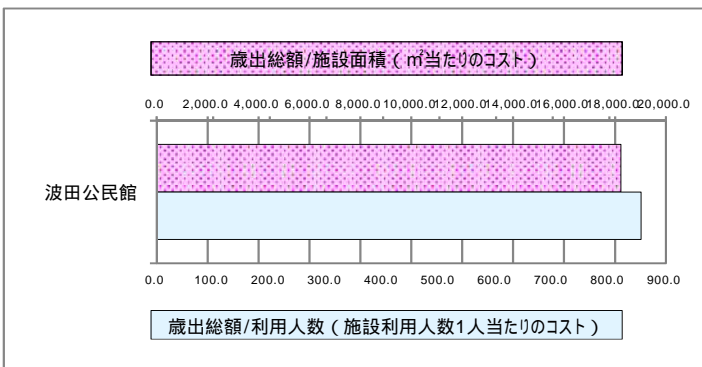 歳出総額/施設面積（㎡当たりのコスト）
0.0 2,000.0 4,000.0 6,000.0 8,000.0 10,000.0 12,000.0 14,000.0 16,000.0 18,000.0 20,000.0
波田公民館
0.0 100.0 200.0 300.0 400.0 500.0 600.0 700.0 800.0 900.0
歳出総額/利用人数（施設利用人数1人当たりのコスト）